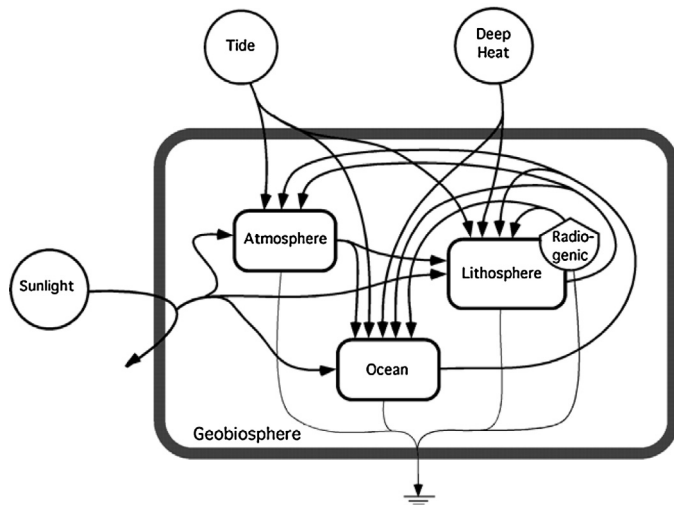 Tide
Deep
Heat
Atmosphere
Radio-
genic
Lithosphere
Sunlight
Ocean
Geobiosphere